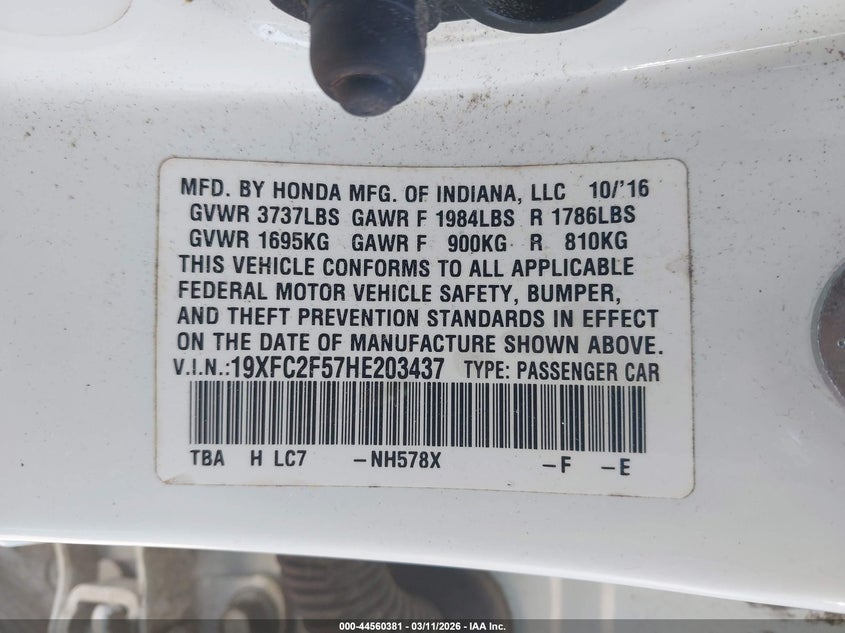 MFD. BY HONDA MFG. OF INDIANA, LLC 10/'16
GVWR 3737LBS GAWR F 1984LBS R 1786LBS
GVWR 1695KG GAWR F 900KG R 810KG
THIS VEHICLE CONFORMS TO ALL APPLICABLE
FEDERAL MOTOR VEHICLE SAFETY, BUMPER,
AND THEFT PREVENTION STANDARDS IN EFFECT
ON THE DATE OF MANUFACTURE SHOWN ABOVE.
V.I.N.:19XFC2F57HE203437 TYPE: PASSENGER CAR
TBA H LC7 -NH578X -F -E
000-44560381 - 03/11/2026 - IAA Inc.